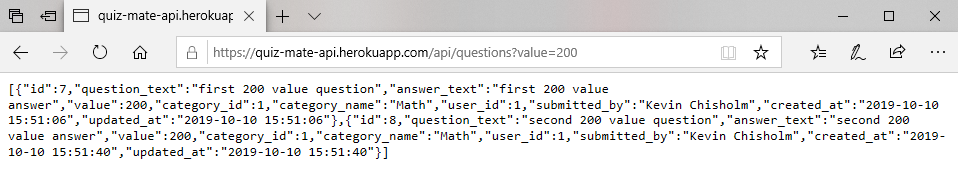 quiz-mate-api.herokuap
https://quiz-mate-api.herokuapp.com/api/questions?value=200
[{"id":7,"question_text":"first 200 value question","answer_text":"first 200 value
answer","value":200,"category_id":1,"category_name":"Math","user_id":1,"submitted_by":"Kevin Chisholm","created_at":"2019-10-10
15:51:06","updated_at":"2019-10-10 15:51:06"},{"id":8,"question_text":"second 200 value question","answer_text":"second 200
value answer","value":200,"category_id":1,"category_name":"Math","user_id":1,"submitted_by":"Kevin Chisholm","created_at":"2019-
10-10 15:51:40","updated_at":"2019-10-10 15:51:40"}]